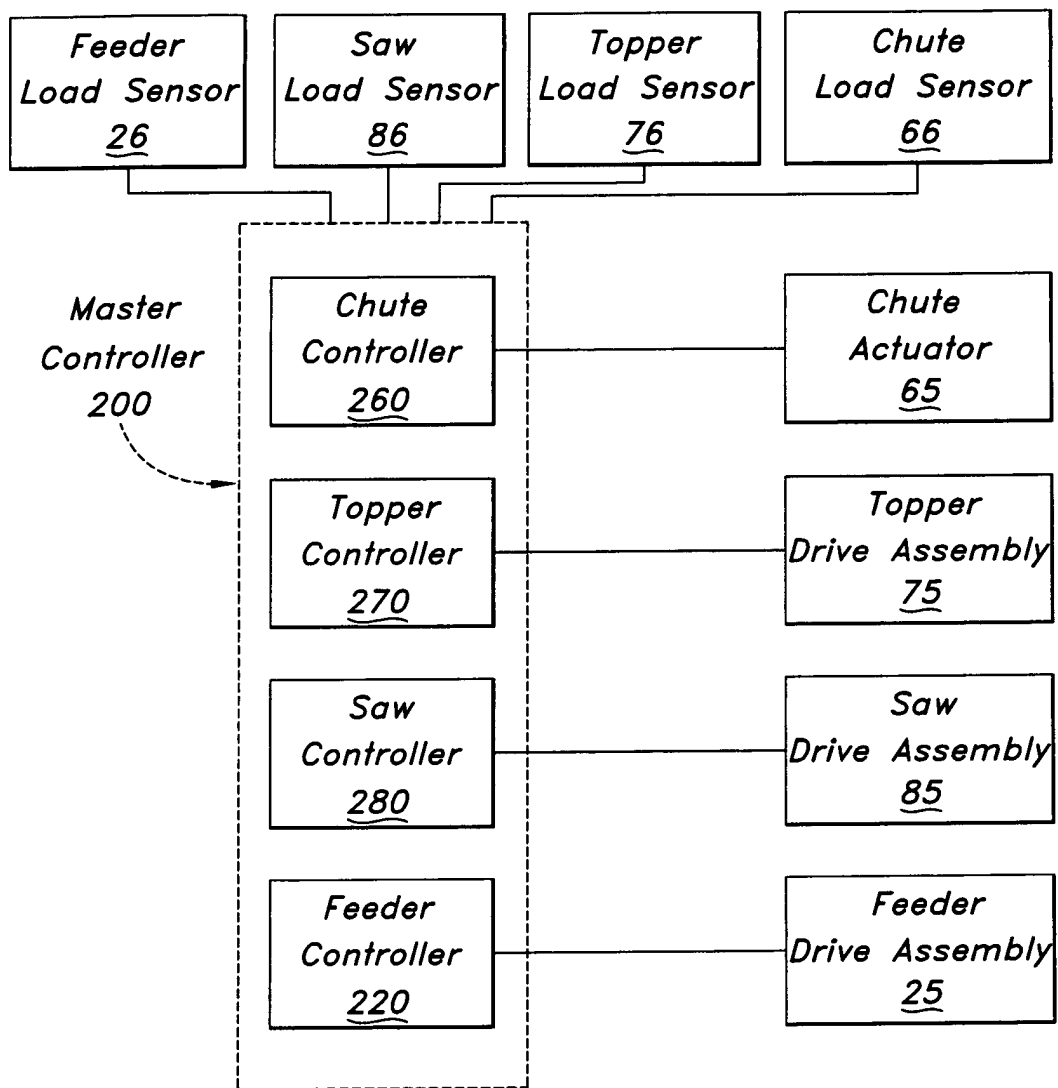 Feeder
Load Sensor
26
Saw
Load Sensor
86
Topper
Load Sensor
76
Chute
Load Sensor
66
Master
Controller
200
Chute
Controller
260
Chute
Actuator
65
Topper
Controller
270
Topper
Drive Assembly
75
Saw
Controller
280
Saw
Drive Assembly
85
Feeder
Controller
220
Feeder
Drive Assembly
25